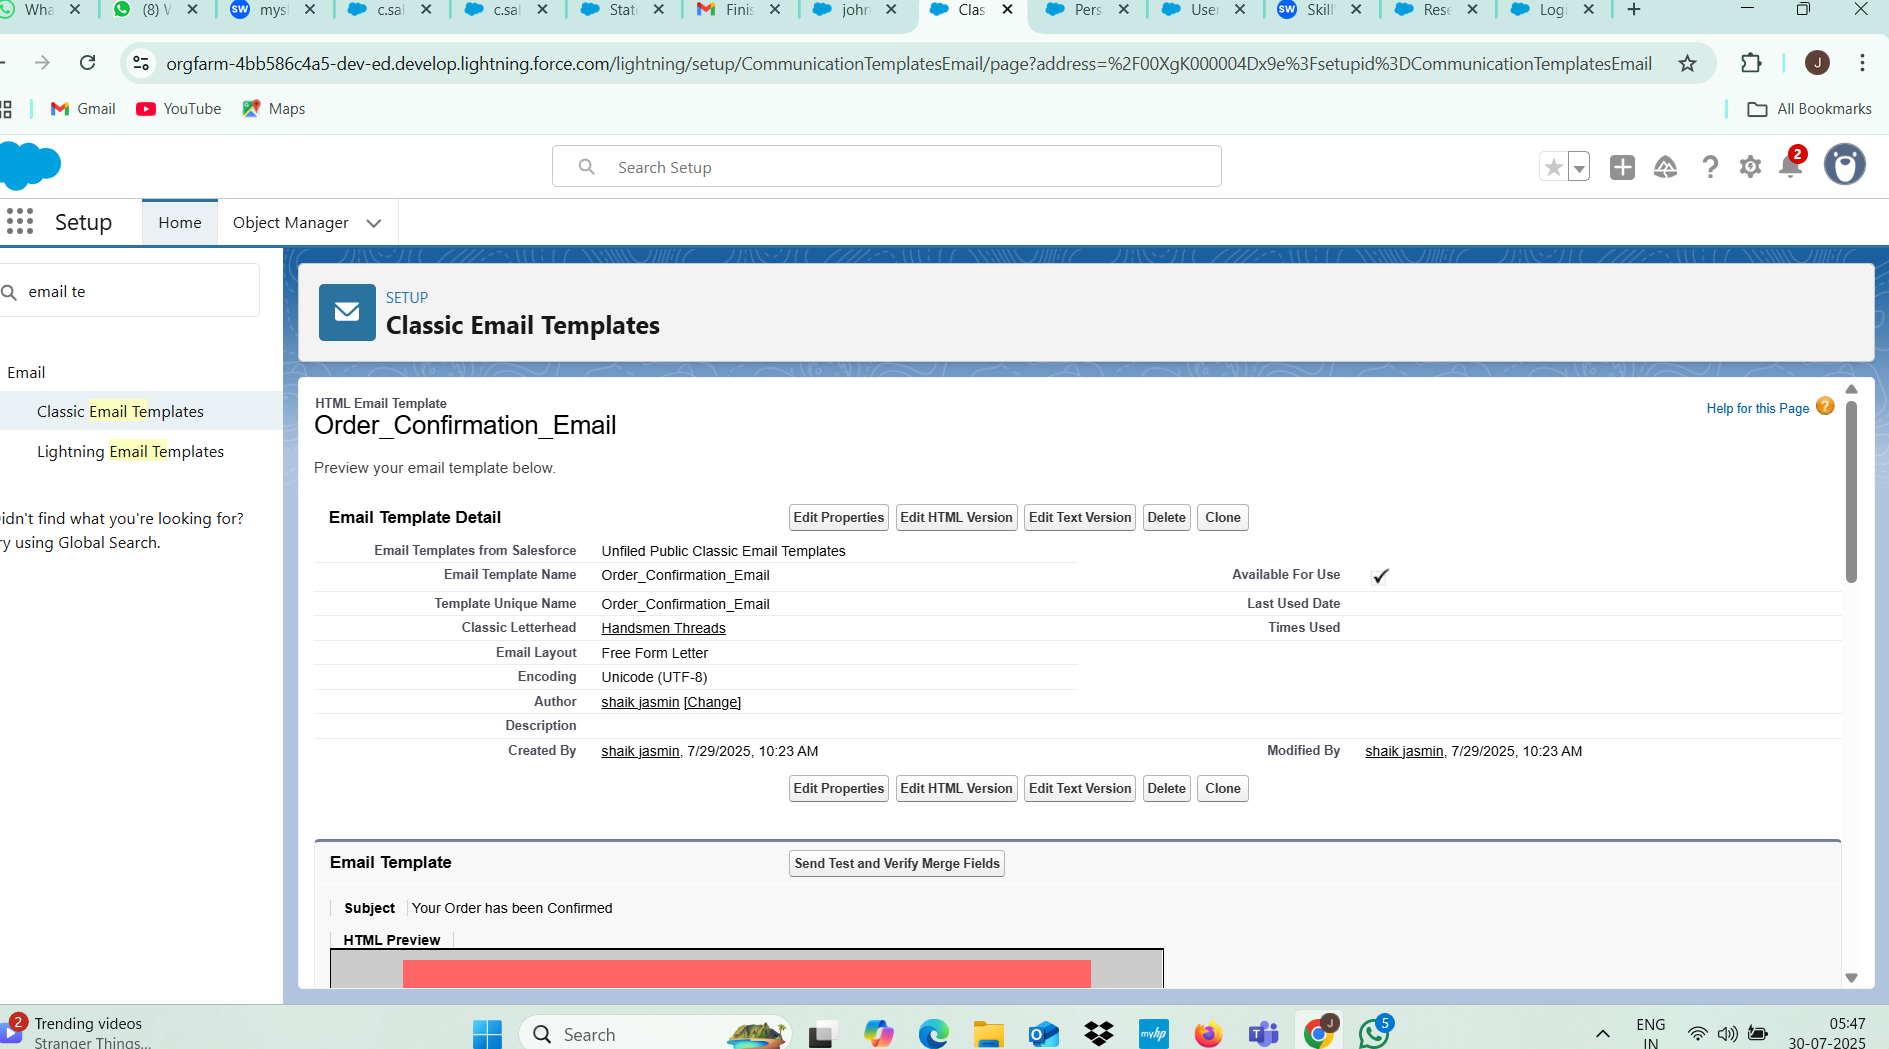 Wha
(8) V
SW
mysl
c.sal
c.sal
State
Finis
john
Clas
Pers
User
SW
Skill
Rese
Logi
orgfarm-4bb586c4a5-dev-ed.develop.lightning.force.com/lightning/setup/CommunicationTemplatesEmail/page?address=%2F00XgK000004Dx9e%3Fsetupid%3DCommunicationTemplatesEmail
J
Gmail
YouTube
Maps
All Bookmarks
Search Setup
2
Setup
Home
Object Manager
email te
SETUP
Classic Email Templates
Email
Classic Email Templates
Lightning Email Templates
idn't find what you're looking for?
ry using Global Search.
HTML Email Template
Order_Confirmation_Email
Help for this Page ?
Preview your email template below.
Email Template Detail
Edit Properties Edit HTML Version Edit Text Version Delete Clone
Email Templates from Salesforce Unfiled Public Classic Email Templates
Email Template Name Order_Confirmation_Email Available For Use
Template Unique Name Order_Confirmation_Email Last Used Date
Classic Letterhead Handsmen Threads Times Used
Email Layout Free Form Letter
Encoding Unicode (UTF-8)
Author shaik jasmin [Change]
Description
Created By shaik jasmin, 7/29/2025, 10:23 AM Modified By shaik jasmin, 7/29/2025, 10:23 AM
Edit Properties Edit HTML Version Edit Text Version Delete Clone
Email Template Send Test and Verify Merge Fields
Subject Your Order has been Confirmed
HTML Preview
2
Trending videos
Stranger Things...
Search
myhp
J
5
ENG
IN
05:47
30-07-2025